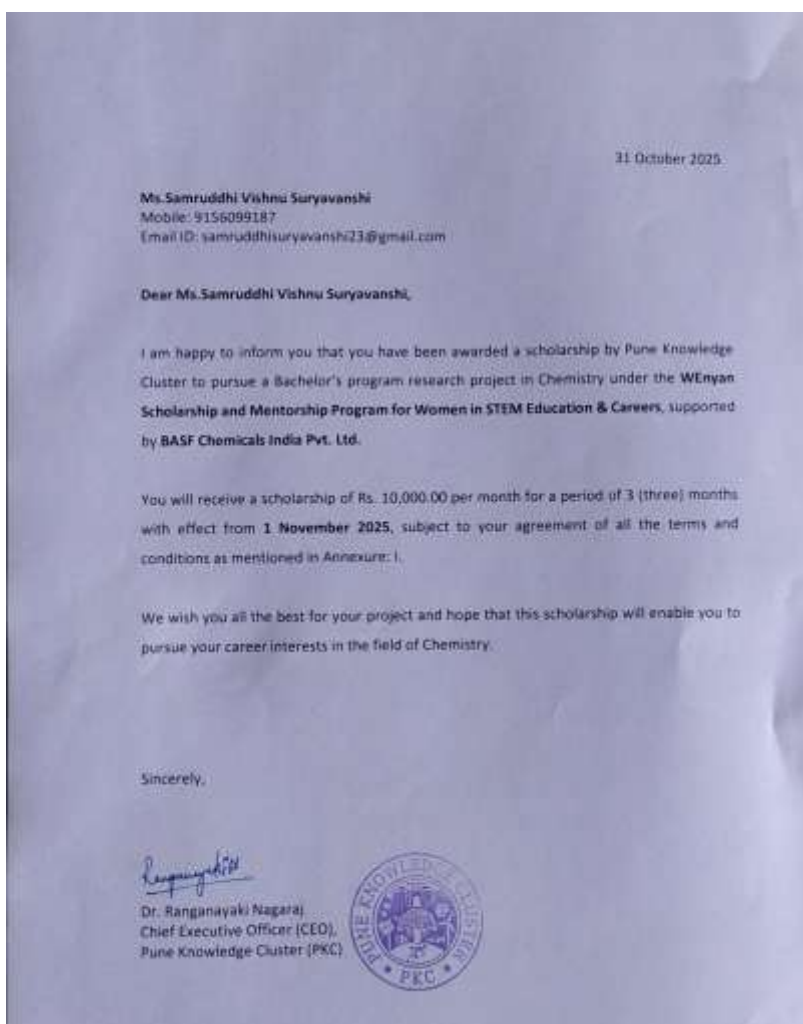 31 October 2025
Ms.Samruddhi Vishnu Suryavanshi
Mobile: 9156099187
Email ID: samruddhisuryavanshi23@gmail.com
Dear Ms.Samruddhi Vishnu Suryavanshi,
I am happy to inform you that you have been awarded a scholarship by Pune Knowledge
Cluster to pursue a Bachelor's program research project in Chemistry under the WEnyan
Scholarship and Mentorship Program for Women in STEM Education & Careers, supported
by BASF Chemicals India Pvt. Ltd.
You will receive a scholarship of Rs. 10,000.00 per month for a period of 3 (three) months
with effect from 1 November 2025, subject to your agreement of all the terms and
conditions as mentioned in Annexure: I.
We wish you all the best for your project and hope that this scholarship will enable you to
pursue your career interests in the field of Chemistry.
Sincerely,
Dr. Ranganayaki Nagaraj
Chief Executive Officer (CEO),
Pune Knowledge Cluster (PKC)
PUNE KNOWLEDGE CLUSTER
PKC